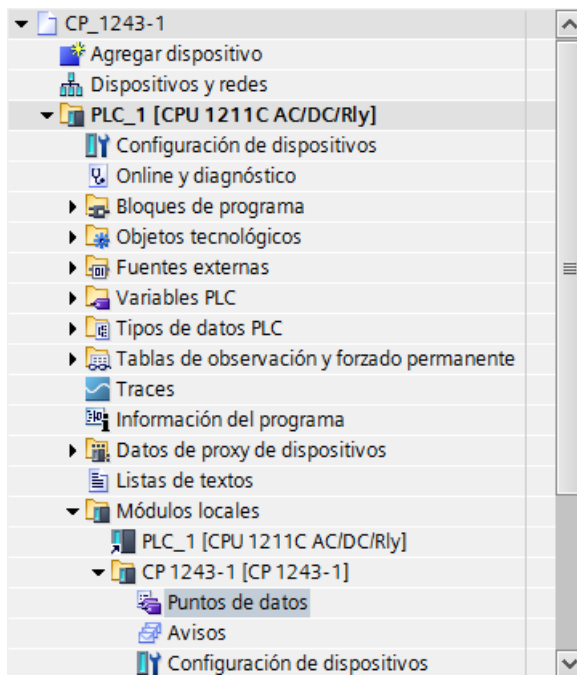 CP_1243-1
Agregar dispositivo
Dispositivos y redes
PLC_1 [CPU 1211C AC/DC/Rly]
Configuración de dispositivos
Online y diagnóstico
Bloques de programa
Objetos tecnológicos
Fuentes externas
Variables PLC
Tipos de datos PLC
Tablas de observación y forzado permanente
Traces
Información del programa
Datos de proxy de dispositivos
Listas de textos
Módulos locales
PLC_1 [CPU 1211C AC/DC/Rly]
CP 1243-1 [CP 1243-1]
Puntos de datos
Avisos
Configuración de dispositivos